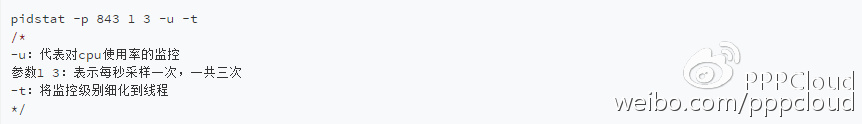 pidstat -p 843 1 3 -u -t
/*
-u：代表对cpu使用率的监控
参数1 3：表示每秒采样一次，一共三次
-t：将监控级别细化到线程
*/
PPPCloud
weibo.com/pppcloud